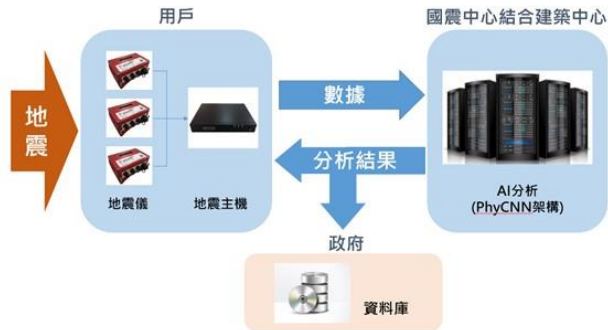 用戶
國震中心結合建築中心
地震
地震儀
地震主機
數據
分析結果
AI分析
(PhyCNN架構)
政府
資料庫